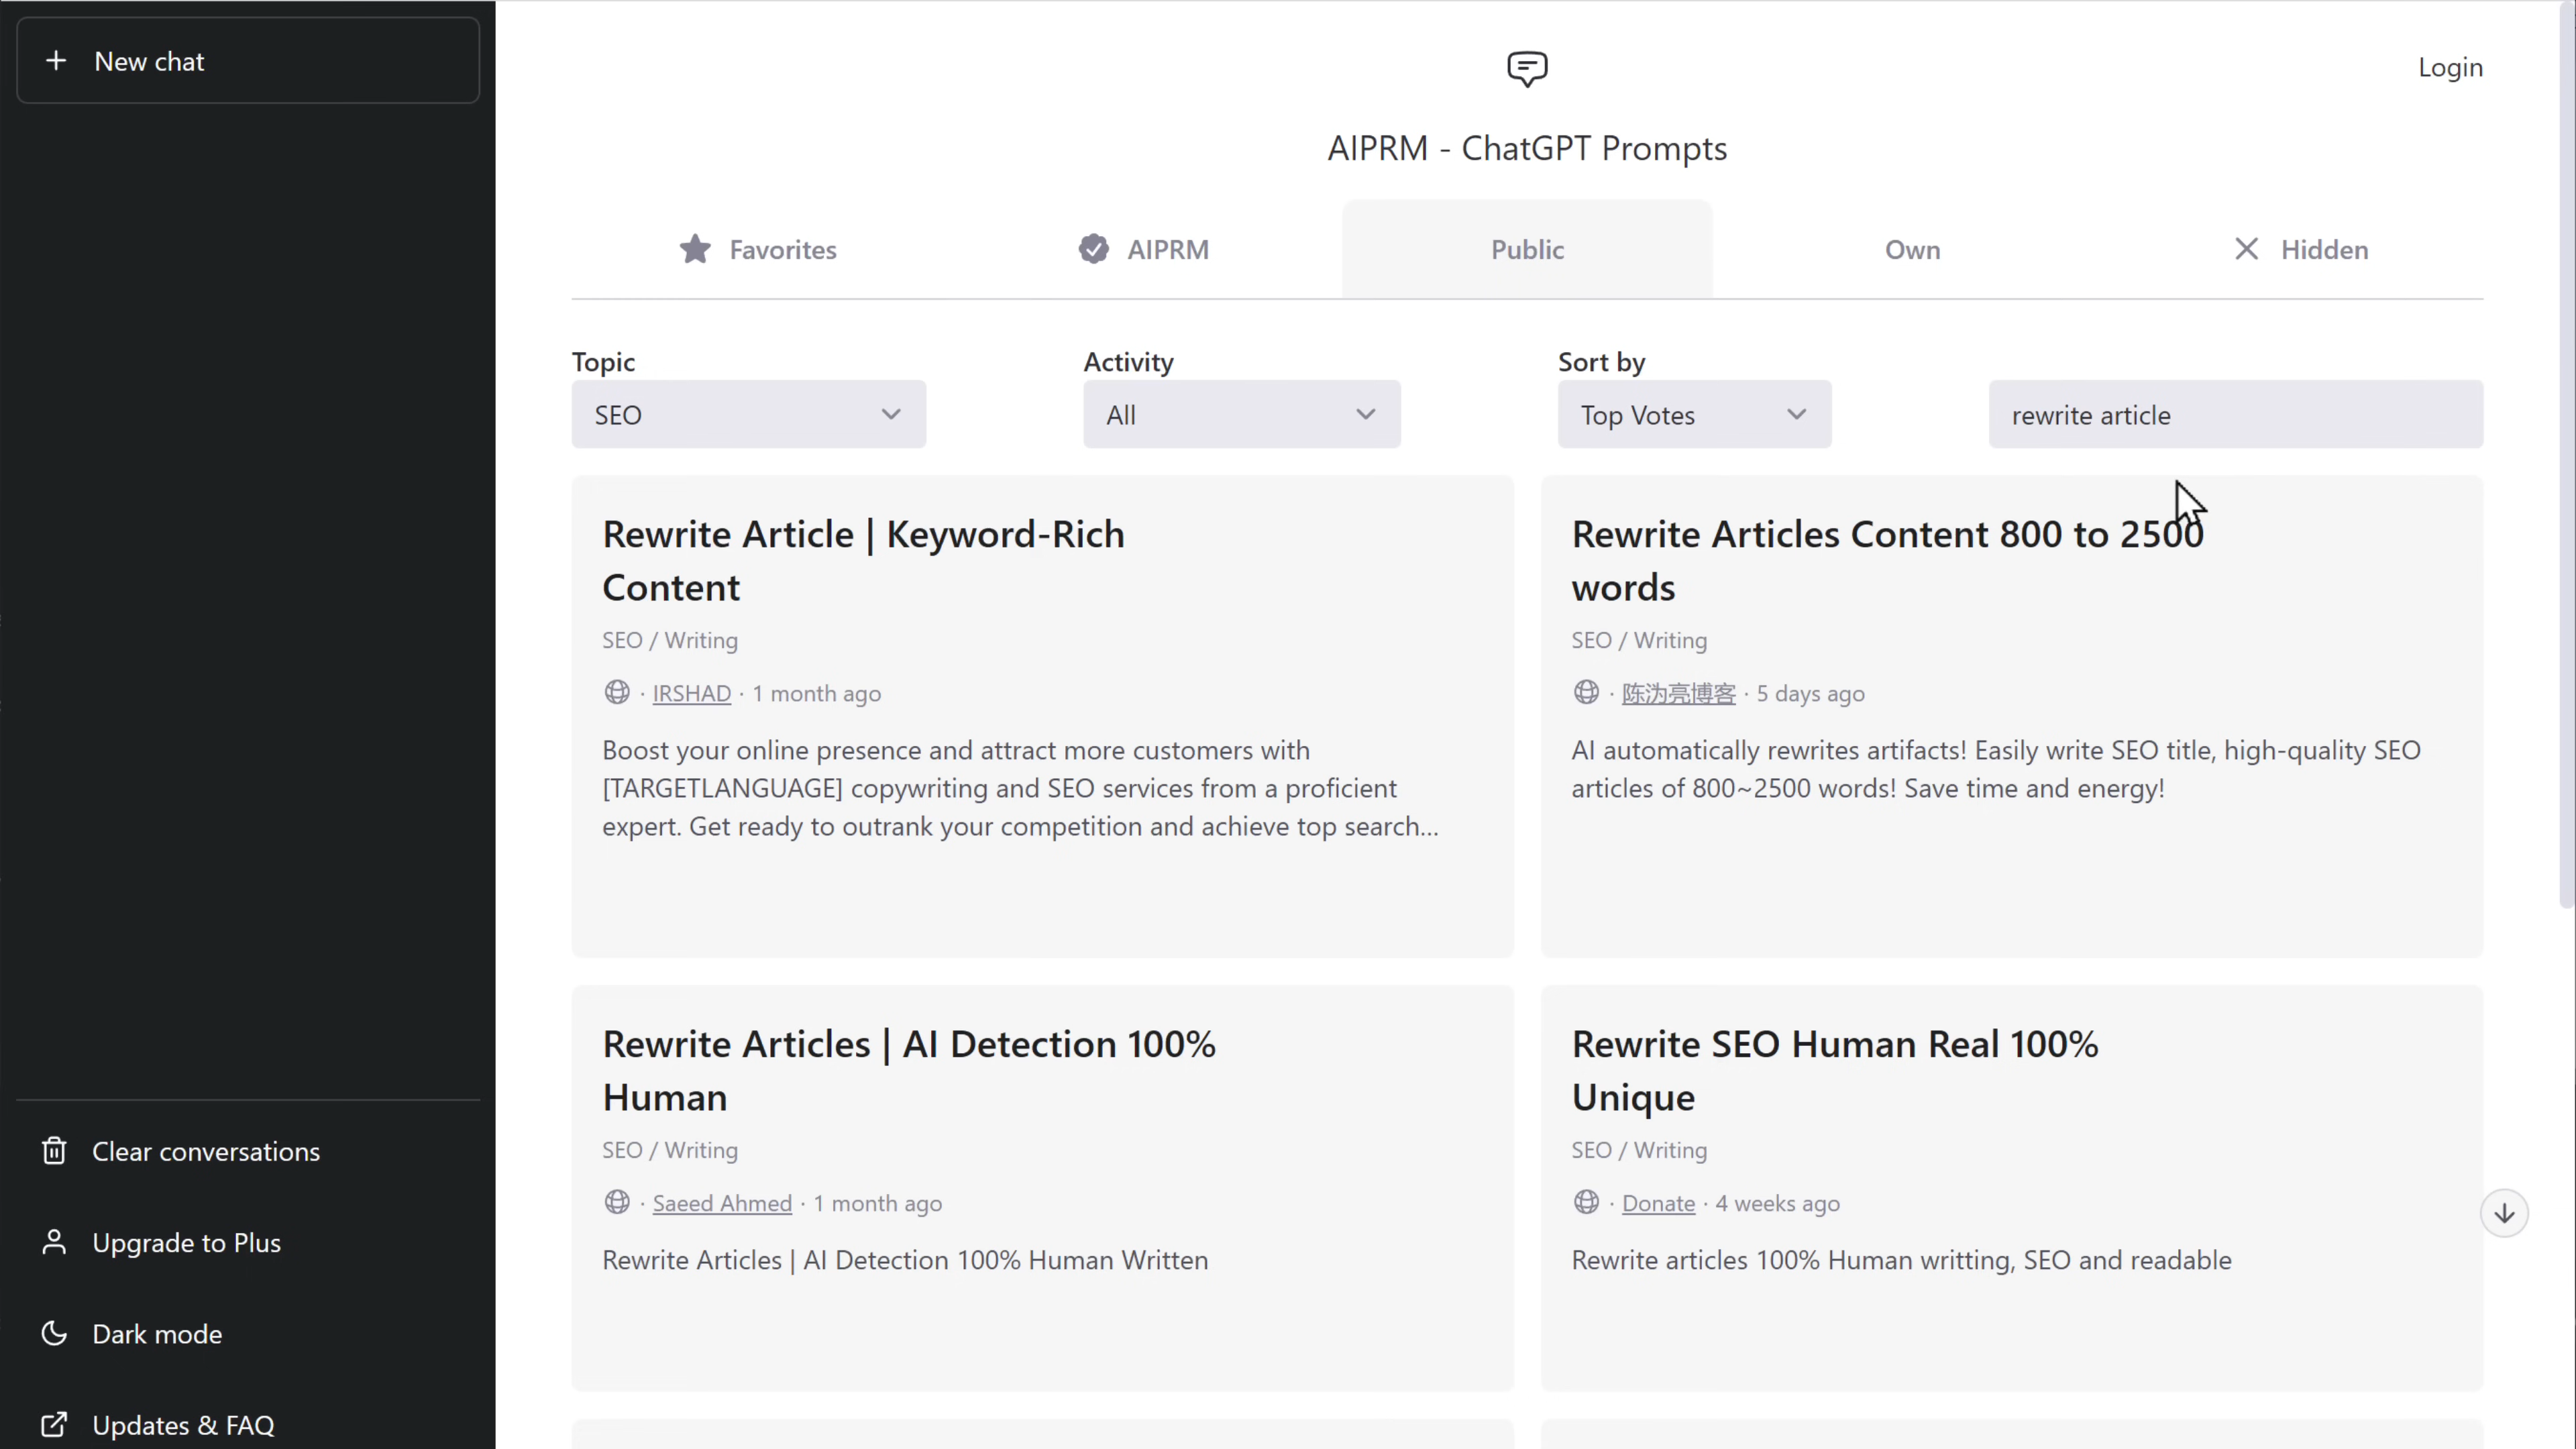 New chat
Login
AIPRM - ChatGPT Prompts
Favorites
AIPRM
Public
Own
Hidden
Topic
Activity
Sort by
SEO
All
Top Votes
rewrite article
Rewrite Article | Keyword-Rich
Content
SEO / Writing
· IRSHAD · 1 month ago
Boost your online presence and attract more customers with
[TARGETLANGUAGE] copywriting and SEO services from a proficient
expert. Get ready to outrank your competition and achieve top search...
Rewrite Articles Content 800 to 2500
words
SEO / Writing
· 陈沩亮博客 · 5 days ago
AI automatically rewrites artifacts! Easily write SEO title, high-quality SEO
articles of 800~2500 words! Save time and energy!
Rewrite Articles | AI Detection 100%
Human
SEO / Writing
· Saeed Ahmed · 1 month ago
Rewrite Articles | AI Detection 100% Human Written
Rewrite SEO Human Real 100%
Unique
SEO / Writing
· Donate · 4 weeks ago
Rewrite articles 100% Human writting, SEO and readable
Clear conversations
Upgrade to Plus
Dark mode
Updates & FAQ